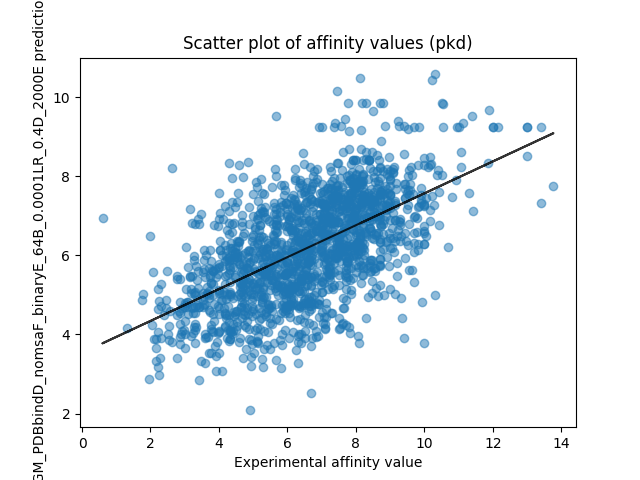 Scatter plot of affinity values (pkd)
GM_PDBbindD_nomsaF_binaryE_64B_0.0001LR_0.4D_2000E predictio
10
8
6
4
2
0 2 4 6 8 10 12 14
Experimental affinity value